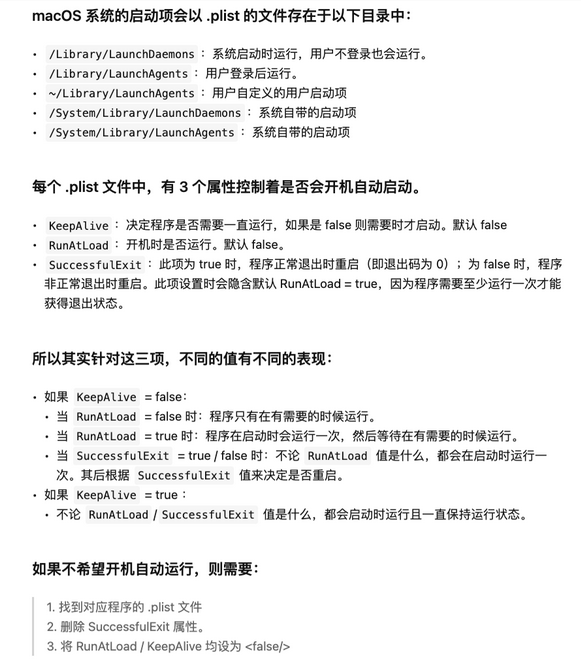 macOS 系统的启动项会以 .plist 的文件存在于以下目录中：
• /Library/LaunchDaemons ：系统启动时运行，用户不登录也会运行。
• /Library/LaunchAgents ：用户登录后运行。
• ~/Library/LaunchAgents ：用户自定义的用户启动项
• /System/Library/LaunchDaemons ：系统自带的启动项
• /System/Library/LaunchAgents ：系统自带的启动项
每个 .plist 文件中，有 3 个属性控制着是否会开机自动启动。
• KeepAlive ：决定程序是否需要一直运行，如果是 false 则需要时才启动。默认 false
• RunAtLoad ：开机时是否运行。默认 false。
• SuccessfulExit ：此项为 true 时，程序正常退出时重启（即退出码为 0）；为 false 时，程序
非正常退出时重启。此项设置时会隐含默认 RunAtLoad = true，因为程序需要至少运行一次才能
获得退出状态。
所以其实针对这三项，不同的值有不同的表现：
• 如果 KeepAlive = false：
• 当 RunAtLoad = false 时：程序只有在有需要的时候运行。
• 当 RunAtLoad = true 时：程序在启动时会运行一次，然后等待在有需要的时候运行。
• 当 SuccessfulExit = true / false 时：不论 RunAtLoad 值是什么，都会在启动时运行一
次。其后根据 SuccessfulExit 值来决定是否重启。
• 如果 KeepAlive = true ：
• 不论 RunAtLoad / SuccessfulExit 值是什么，都会启动时运行且一直保持运行状态。
如果不希望开机自动运行，则需要：
1. 找到对应程序的 .plist 文件
2. 删除 SuccessfulExit 属性。
3. 将 RunAtLoad / KeepAlive 均设为 <false/>